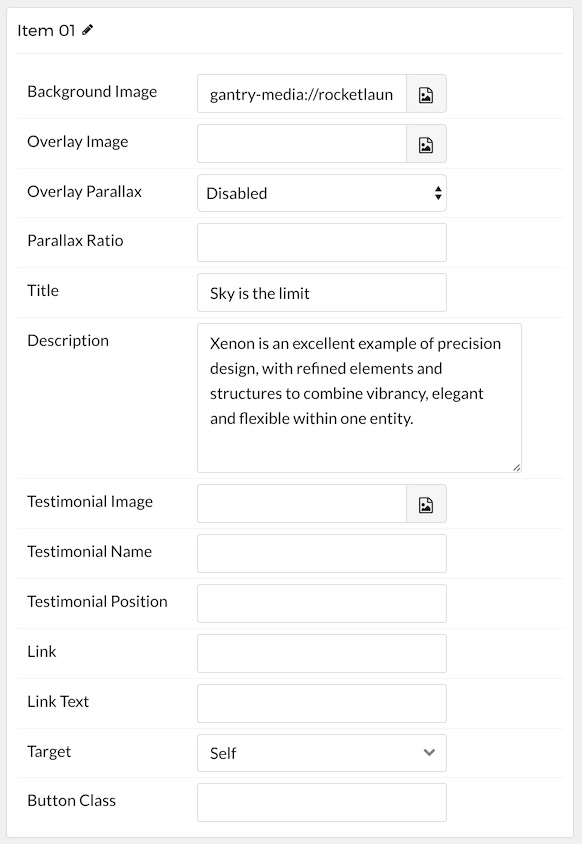 Item 01
Background Image
gantry-media://rocketlaun
Overlay Image
Overlay Parallax
Disabled
Parallax Ratio
Title
Sky is the limit
Description
Xenon is an excellent example of precision
design, with refined elements and
structures to combine vibrancy, elegant
and flexible within one entity.
Testimonial Image
Testimonial Name
Testimonial Position
Link
Link Text
Target
Self
Button Class